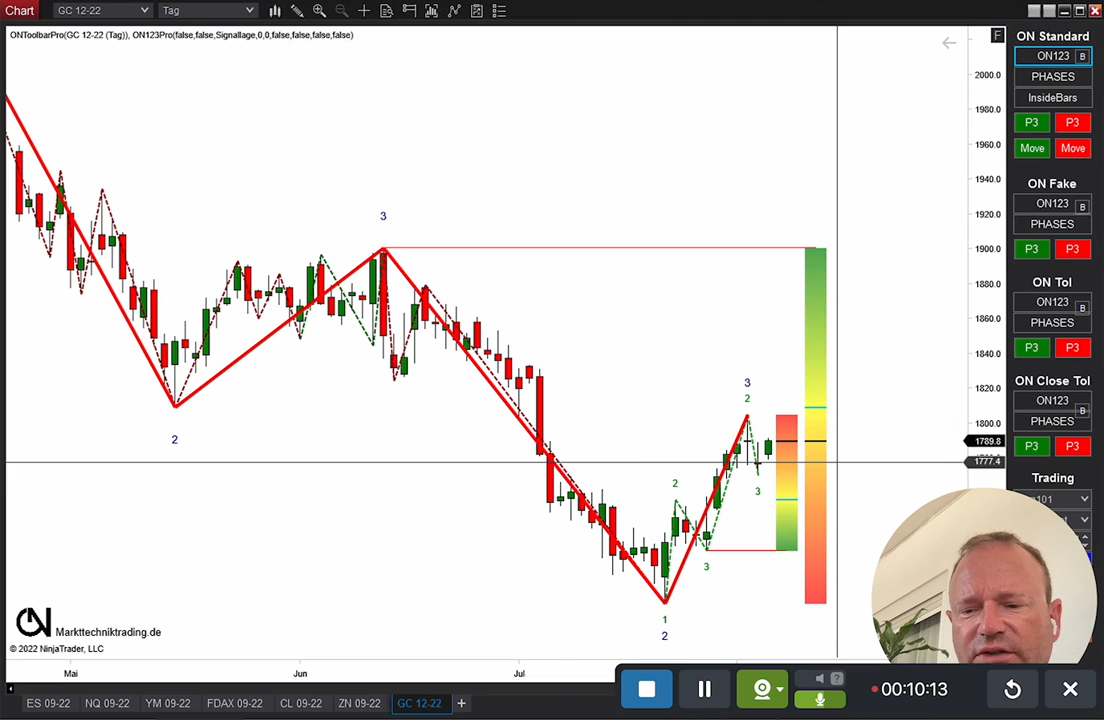 Chart
GC 12-22
Tag
ONToolbarPro(GC 12-22 (Tag)), ON123Pro(false,false,Signallage,0,0,false,false,false,false)
F
2000.0
1980.0
1960.0
1940.0
1920.0
1900.0
1880.0
1860.0
1840.0
1820.0
1800.0
1789.8
1777.4
3
2
3
2
2
3
3
1
2
3
ON Standard
ON123 B
PHASES
InsideBars
P3 P3
Move Move
ON Fake
ON123 B
PHASES
P3 P3
ON Tol
ON123 B
PHASES
P3 P3
ON Close Tol
ON123 B
PHASES
P3 P3
Trading
ON Markttechniktrading.de
© 2022 NinjaTrader, LLC
Mai
Jun
Jul
ES 09-22
NQ 09-22
YM 09-22
FDAX 09-22
CL 09-22
ZN 09-22
GC 12-22
+
?
00:10:13